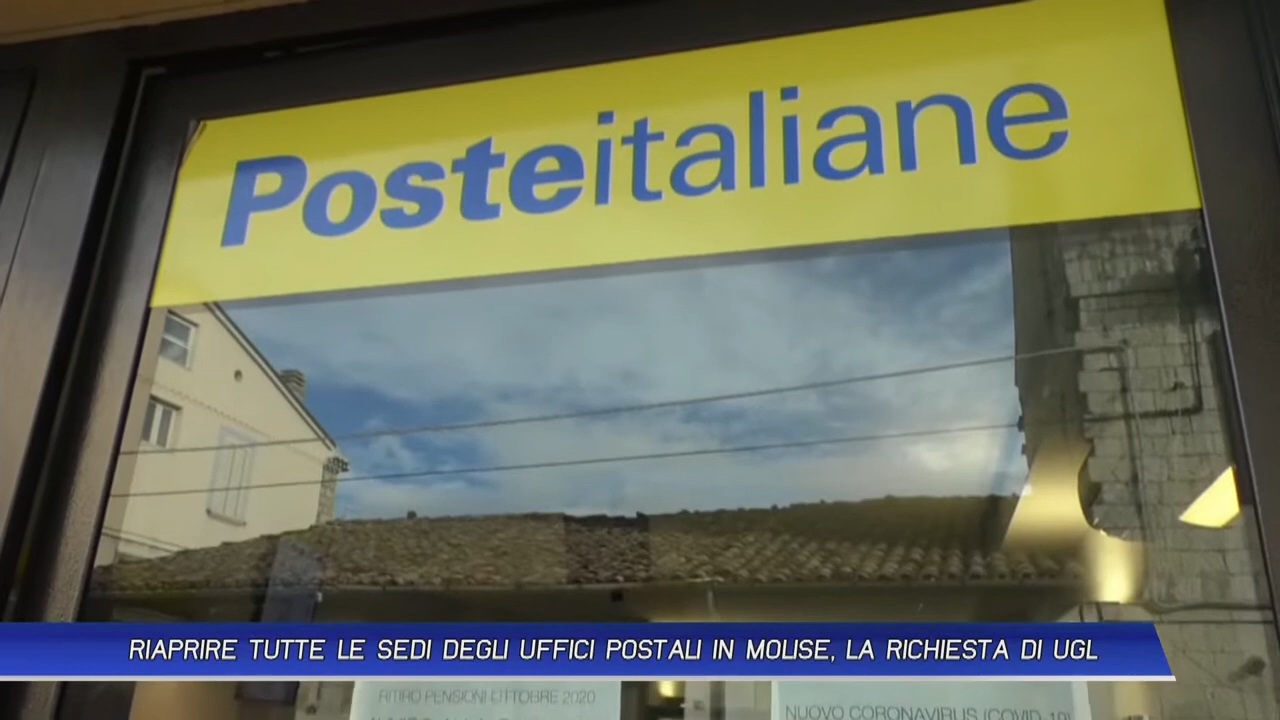 Posteitaliane
RIAPRIRE TUTTE LE SEDI DEGLI UFFICI POSTALI IN MOLISE, LA RICHIESTA DI UGL
RITIRO PENSIONI OTTOBRE 2020
NUOVO CORONAVIRUS (COVID-19)